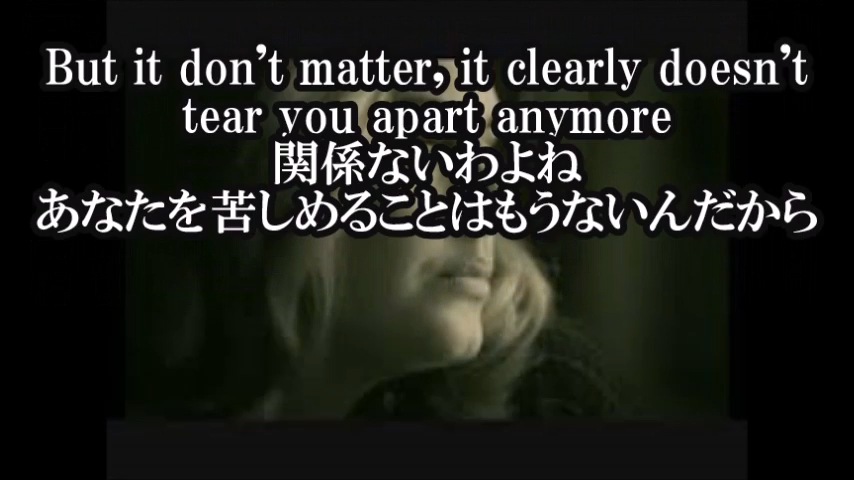 But it don't matter, it clearly doesn't
tear you apart anymore
関係ないわよね
あなたを苦しめることはもうないんだから